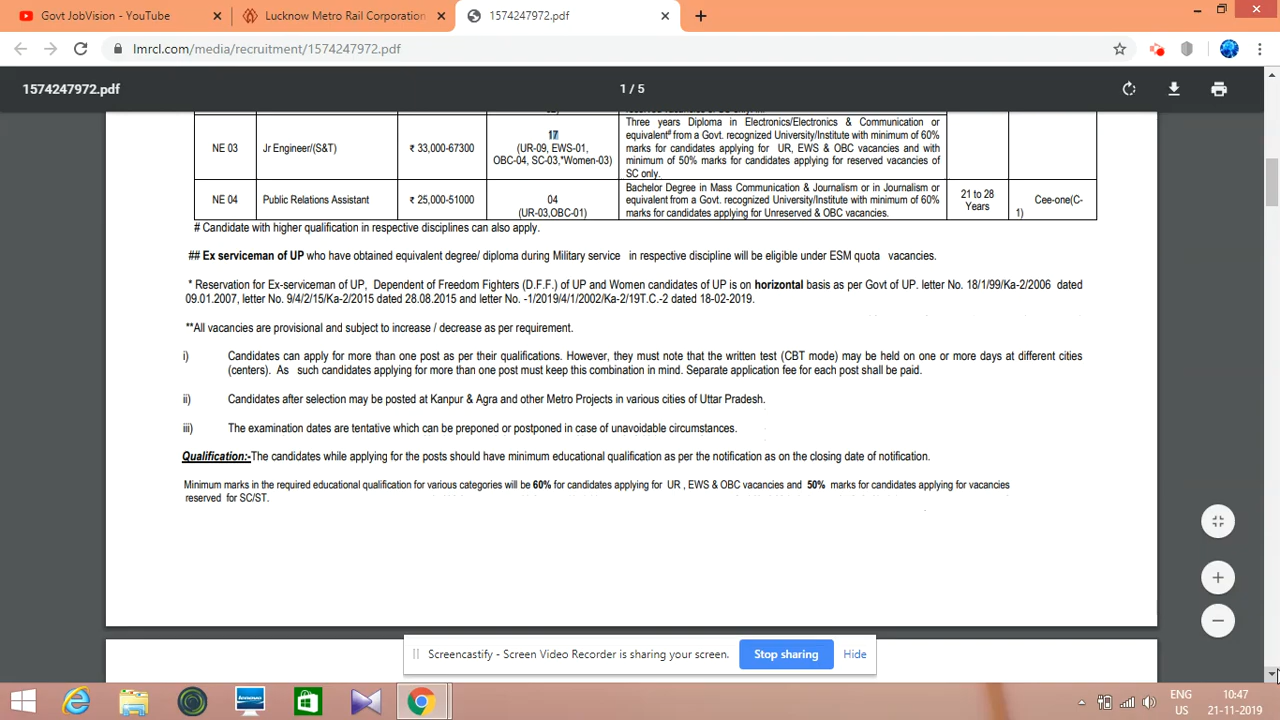 Govt JobVision - YouTube
Lucknow Metro Rail Corporation
1574247972.pdf
lmrcl.com/media/recruitment/1574247972.pdf
1574247972.pdf
1 / 5
NE 03
Jr Engineer/(S&T)
₹ 33,000-67300
17
(UR-09, EWS-01,
OBC-04, SC-03,*Women-03)
Three years Diploma in Electronics/Electronics & Communication or
equivalent# from a Govt. recognized University/Institute with minimum of 60%
marks for candidates applying for UR, EWS & OBC vacancies and with
minimum of 50% marks for candidates applying for reserved vacancies of
SC only.
NE 04
Public Relations Assistant
₹ 25,000-51000
04
(UR-03,OBC-01)
Bachelor Degree in Mass Communication & Journalism or in Journalism or
equivalent from a Govt. recognized University/Institute with minimum of 60%
marks for candidates applying for Unreserved & OBC vacancies.
21 to 28
Years
Cee-one(C-
1)
# Candidate with higher qualification in respective disciplines can also apply.
## Ex serviceman of UP who have obtained equivalent degree/ diploma during Military service in respective discipline will be eligible under ESM quota vacancies.
* Reservation for Ex-serviceman of UP, Dependent of Freedom Fighters (D.F.F.) of UP and Women candidates of UP is on horizontal basis as per Govt of UP. letter No. 18/1/99/Ka-2/2006 dated
09.01.2007, letter No. 9/4/2/15/Ka-2/2015 dated 28.08.2015 and letter No. -1/2019/4/1/2002/Ka-2/19T.C.-2 dated 18-02-2019.
**All vacancies are provisional and subject to increase / decrease as per requirement.
i) Candidates can apply for more than one post as per their qualifications. However, they must note that the written test (CBT mode) may be held on one or more days at different cities
(centers). As such candidates applying for more than one post must keep this combination in mind. Separate application fee for each post shall be paid.
ii) Candidates after selection may be posted at Kanpur & Agra and other Metro Projects in various cities of Uttar Pradesh.
iii) The examination dates are tentative which can be preponed or postponed in case of unavoidable circumstances.
Qualification:-The candidates while applying for the posts should have minimum educational qualification as per the notification as on the closing date of notification.
Minimum marks in the required educational qualification for various categories will be 60% for candidates applying for UR , EWS & OBC vacancies and 50% marks for candidates applying for vacancies
reserved for SC/ST.
Screencastify - Screen Video Recorder is sharing your screen.
Stop sharing
Hide
lenovo
ENG
US
10:47
21-11-2019